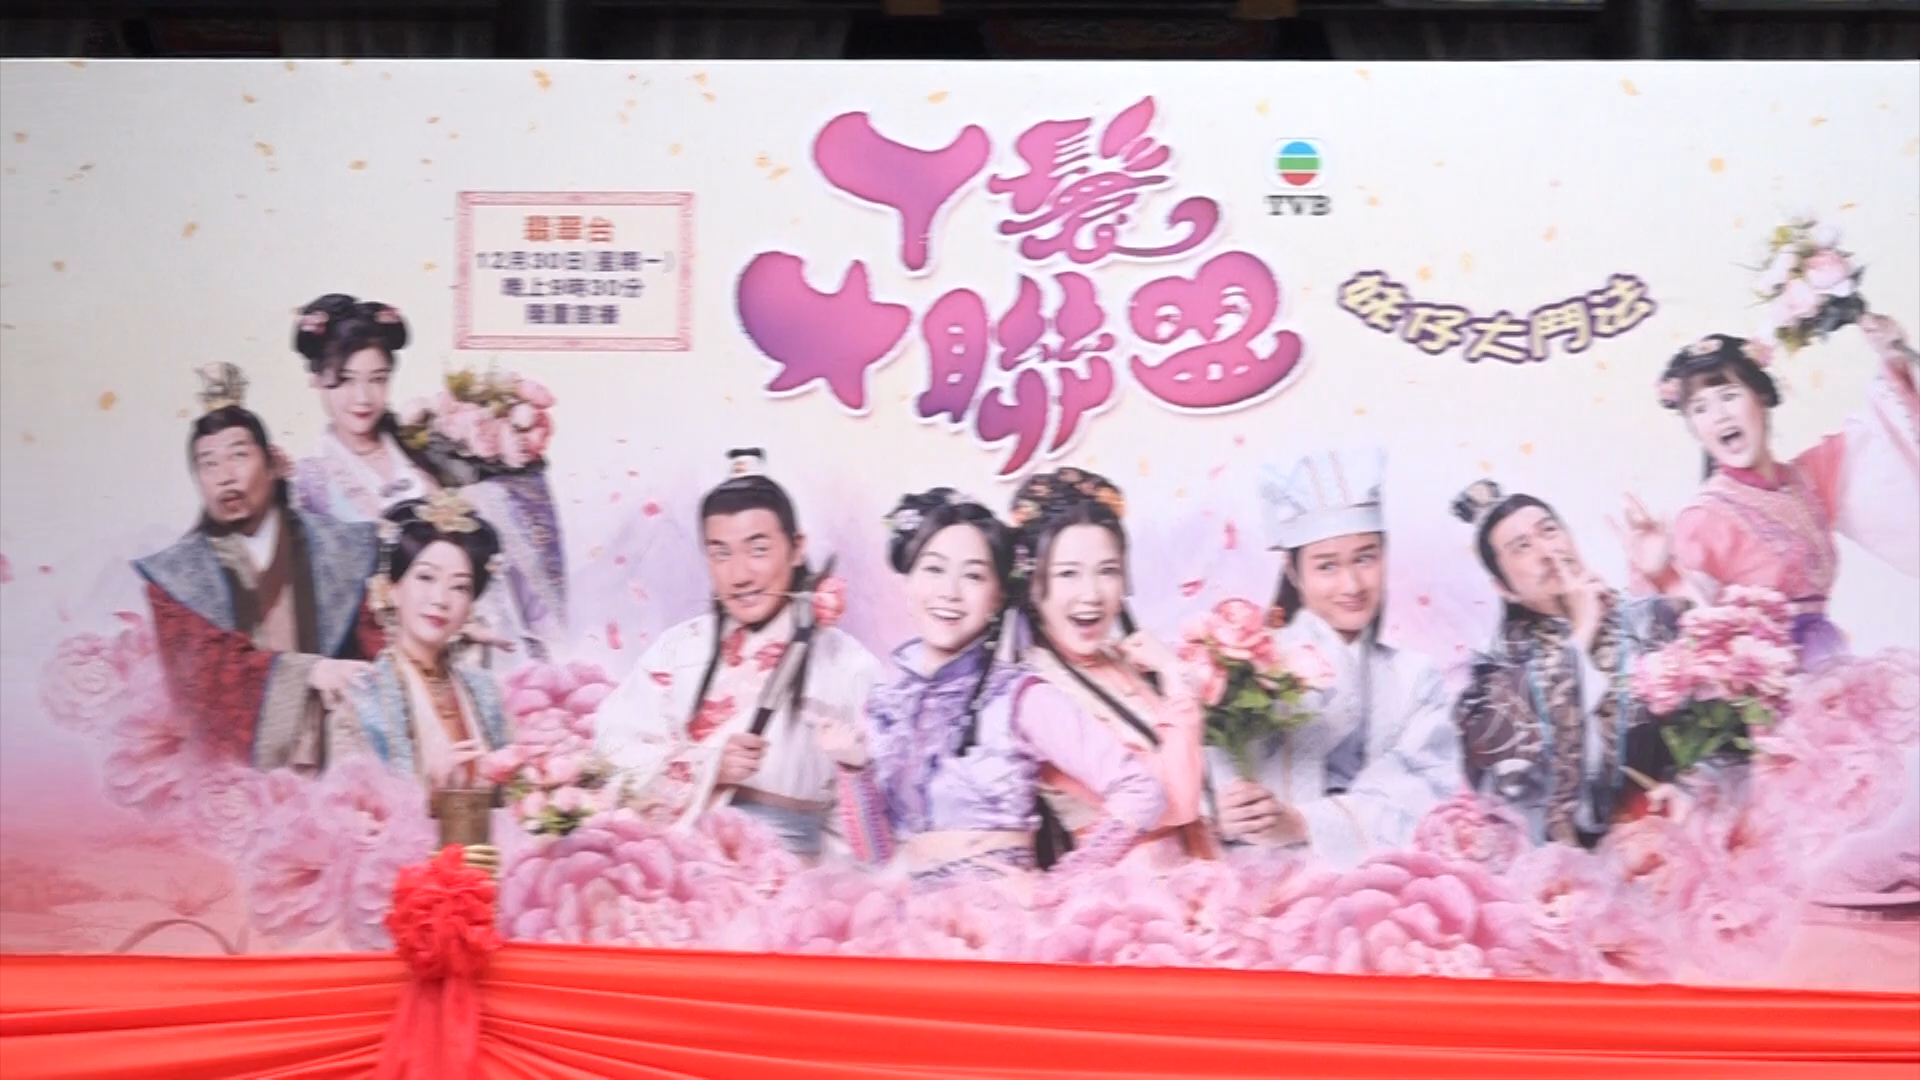 丫鬟
大聯盟
TVB
翡翠台
12月30日(星期一)
晚上9時30分
隆重首播
妹仔大鬥法